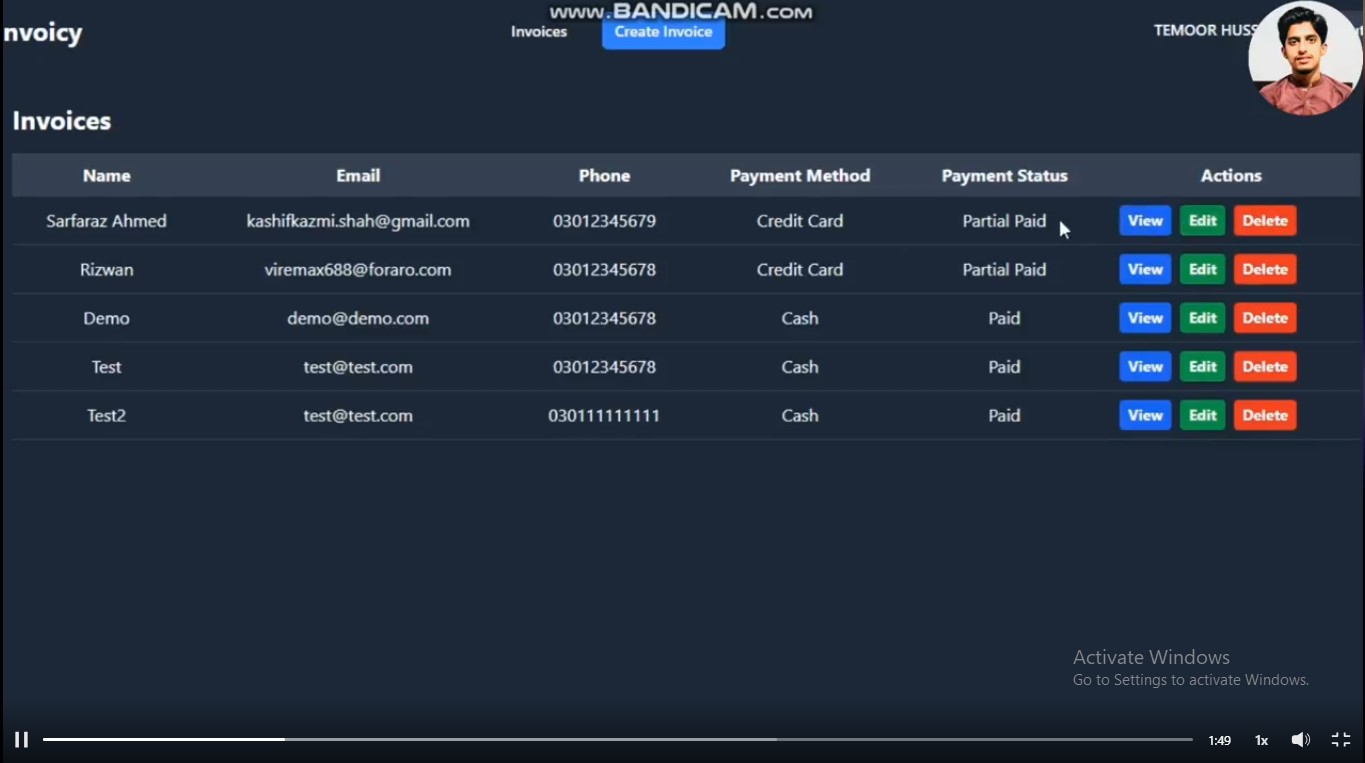 www.BANDICAM.com
nvoicy Invoices Create Invoice TEMOOR HUSS
Invoices
Name Email Phone Payment Method Payment Status Actions
Sarfaraz Ahmed kashifkazmi.shah@gmail.com 03012345679 Credit Card Partial Paid View Edit Delete
Rizwan viremax688@foraro.com 03012345678 Credit Card Partial Paid View Edit Delete
Demo demo@demo.com 03012345678 Cash Paid View Edit Delete
Test test@test.com 03012345678 Cash Paid View Edit Delete
Test2 test@test.com 030111111111 Cash Paid View Edit Delete
Activate Windows
Go to Settings to activate Windows.
1:49 1x